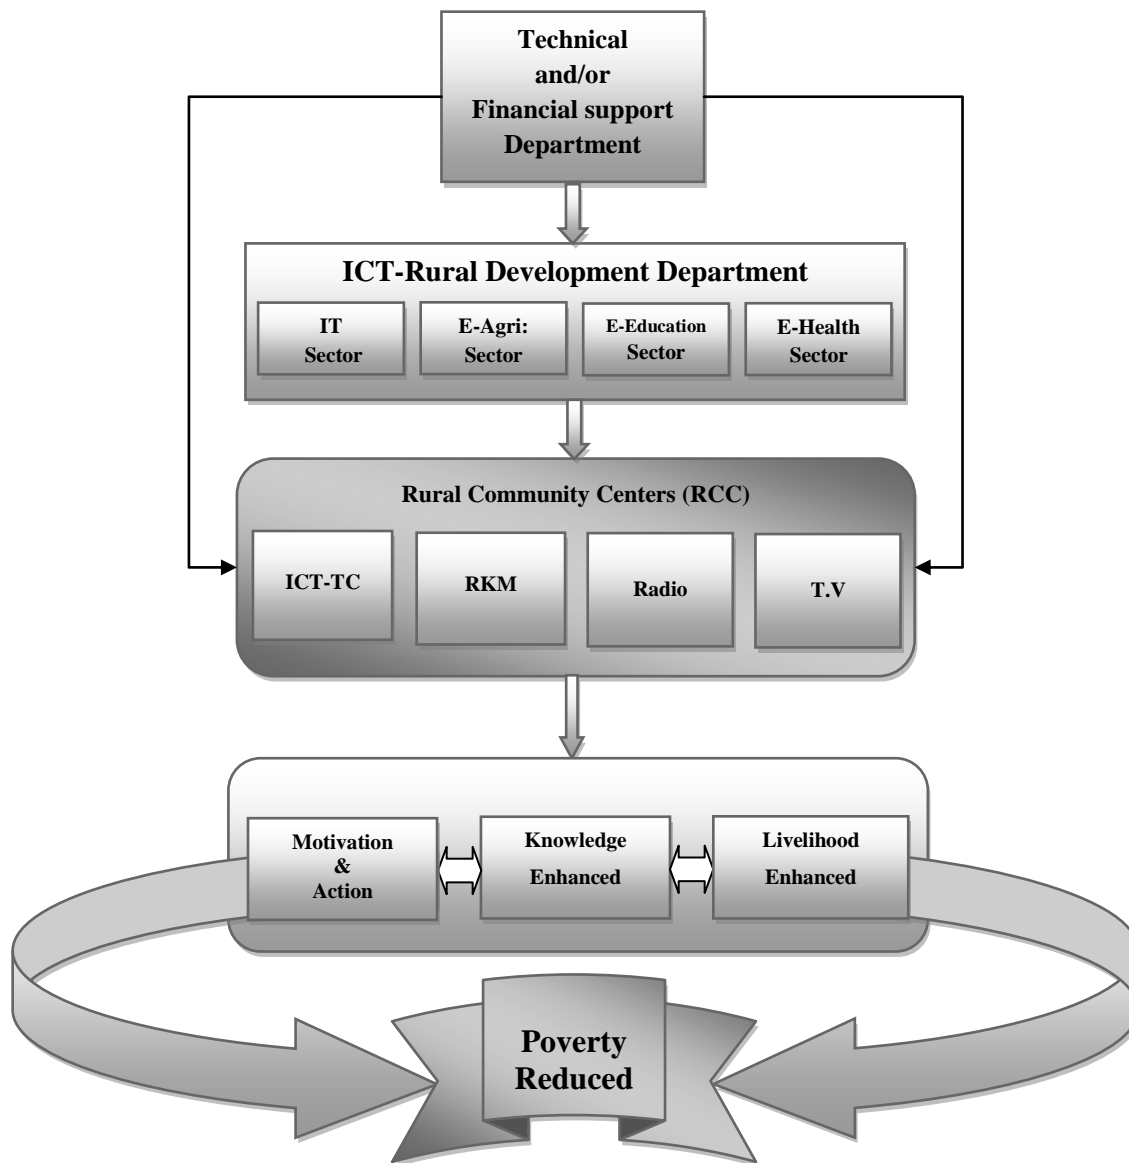 Technical
and/or
Financial support
Department
ICT-Rural Development Department
IT
Sector
E-Agri:
Sector
E-Education
Sector
E-Health
Sector
Rural Community Centers (RCC)
ICT-TC
RKM
Radio
T.V
Motivation
&
Action
Knowledge
Enhanced
Livelihood
Enhanced
Poverty
Reduced